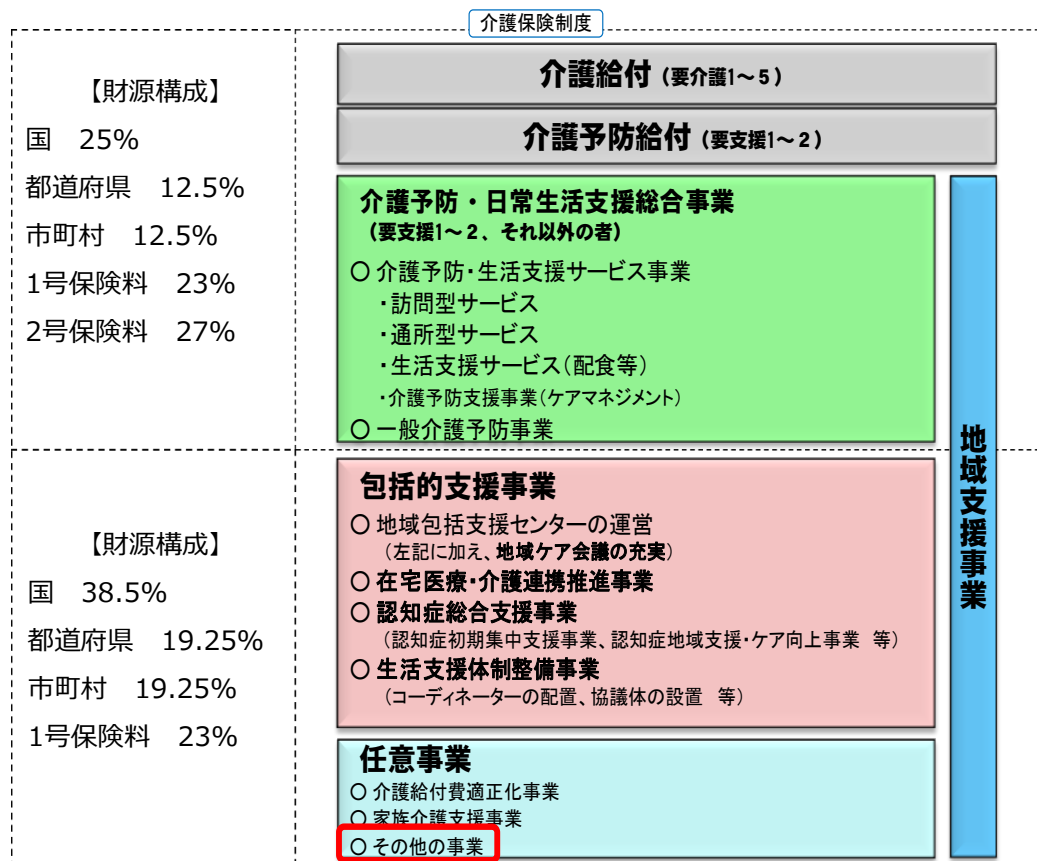 介護保険制度
【財源構成】
国　25%
都道府県　12.5%
市町村　12.5%
1号保険料　23%
2号保険料　27%
介護給付（要介護1～5）
介護予防給付（要支援1～2）
介護予防・日常生活支援総合事業
（要支援1～2、それ以外の者）
○ 介護予防・生活支援サービス事業
・訪問型サービス
・通所型サービス
・生活支援サービス（配食等）
・介護予防支援事業（ケアマネジメント）
○ 一般介護予防事業
【財源構成】
国　38.5%
都道府県　19.25%
市町村　19.25%
1号保険料　23%
包括的支援事業
○ 地域包括支援センターの運営
（左記に加え、地域ケア会議の充実）
○ 在宅医療・介護連携推進事業
○ 認知症総合支援事業
（認知症初期集中支援事業、認知症地域支援・ケア向上事業　等）
○ 生活支援体制整備事業
（コーディネーターの配置、協議体の設置　等）
任意事業
○ 介護給付費適正化事業
○ 家族介護支援事業
○ その他の事業
地域支援事業